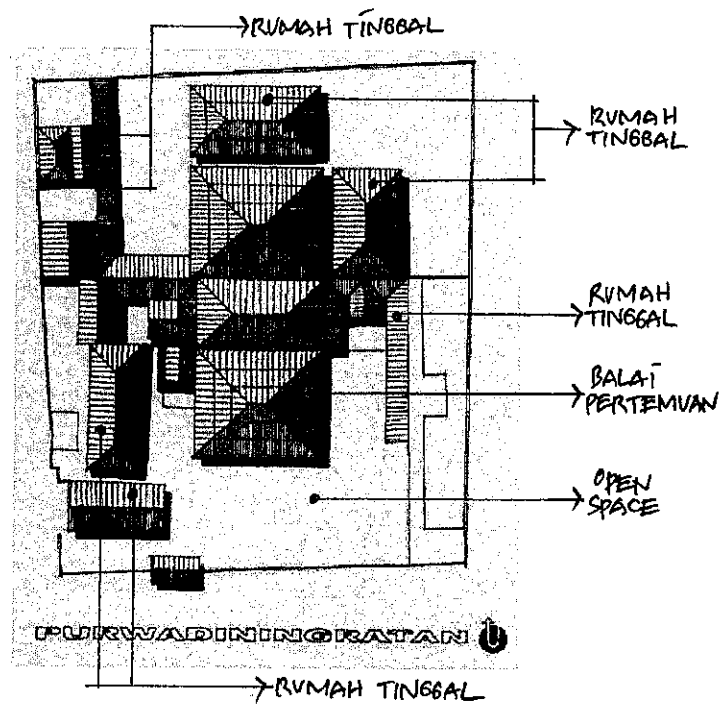 RUMAH TINGGAL
RUMAH
TINGGAL
RUMAH
TINGGAL
BALAI
PERTEMUAN
OPEN
SPACE
PURWADININGRATAN
U
RUMAH TINGGAL